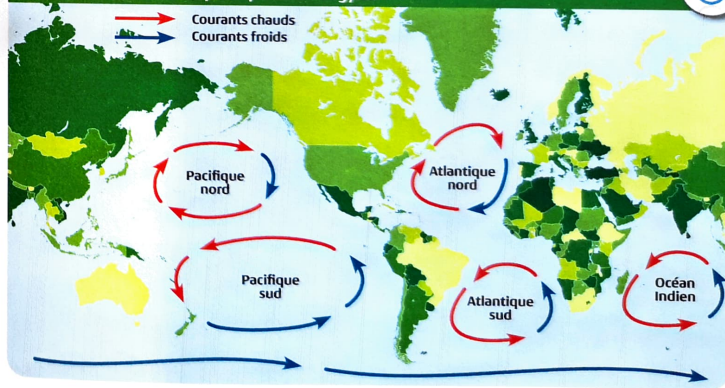 Courants chauds
Courants froids
Pacifique
nord
Atlantique
nord
Pacifique
sud
Atlantique
sud
Océan
Indien